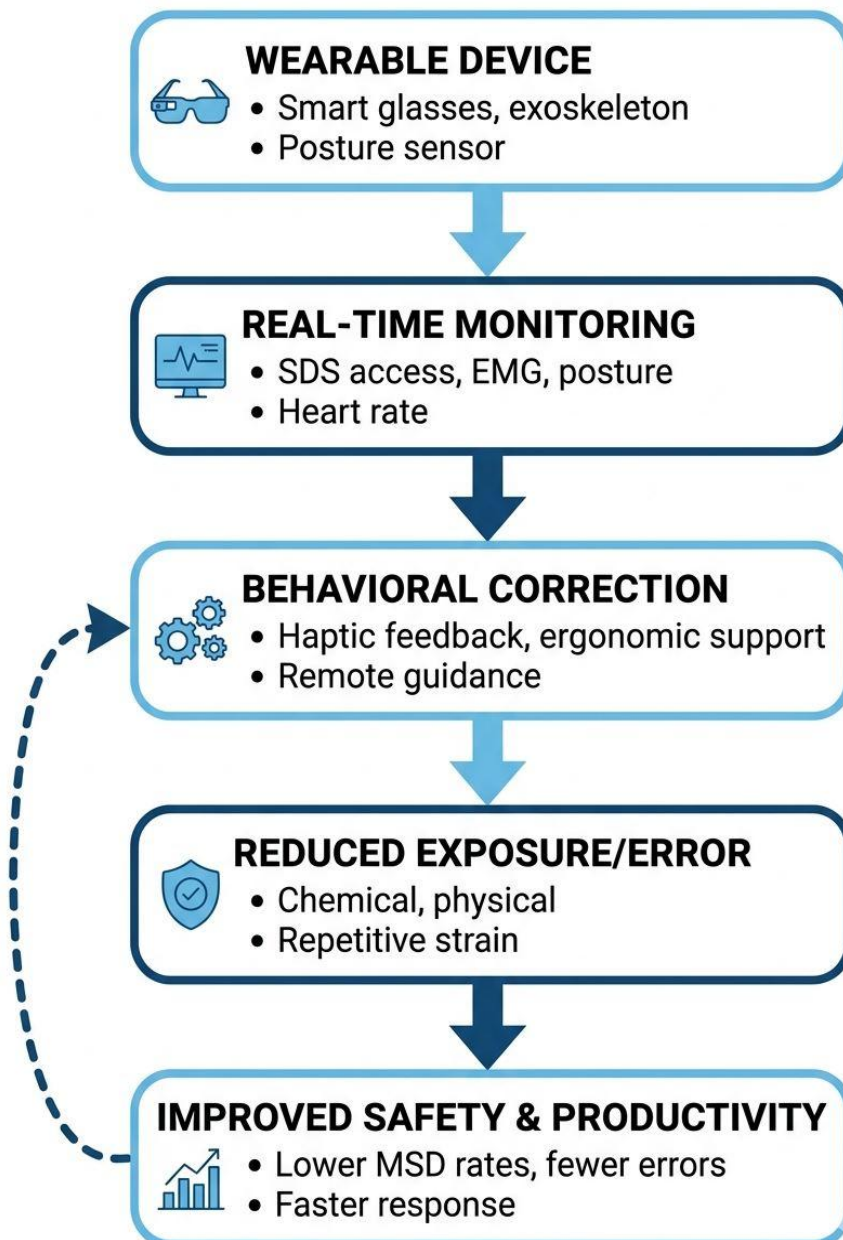 WEARABLE DEVICE
• Smart glasses, exoskeleton
• Posture sensor
REAL-TIME MONITORING
• SDS access, EMG, posture
• Heart rate
BEHAVIORAL CORRECTION
• Haptic feedback, ergonomic support
• Remote guidance
REDUCED EXPOSURE/ERROR
• Chemical, physical
• Repetitive strain
IMPROVED SAFETY & PRODUCTIVITY
• Lower MSD rates, fewer errors
• Faster response